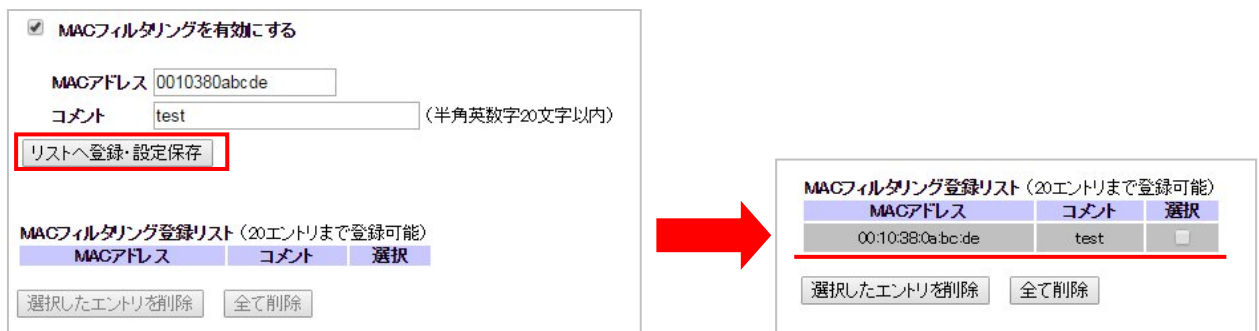 MACフィルタリングを有効にする
MACアドレス 0010380abcde
コメント test (半角英数字20文字以内)
リストへ登録・設定保存
MACフィルタリング登録リスト(20エントリまで登録可能)
MACアドレス コメント 選択
選択したエントリを削除 全て削除
MACフィルタリング登録リスト(20エントリまで登録可能)
MACアドレス コメント 選択
00:10:38:0a:bc:de test
選択したエントリを削除 全て削除